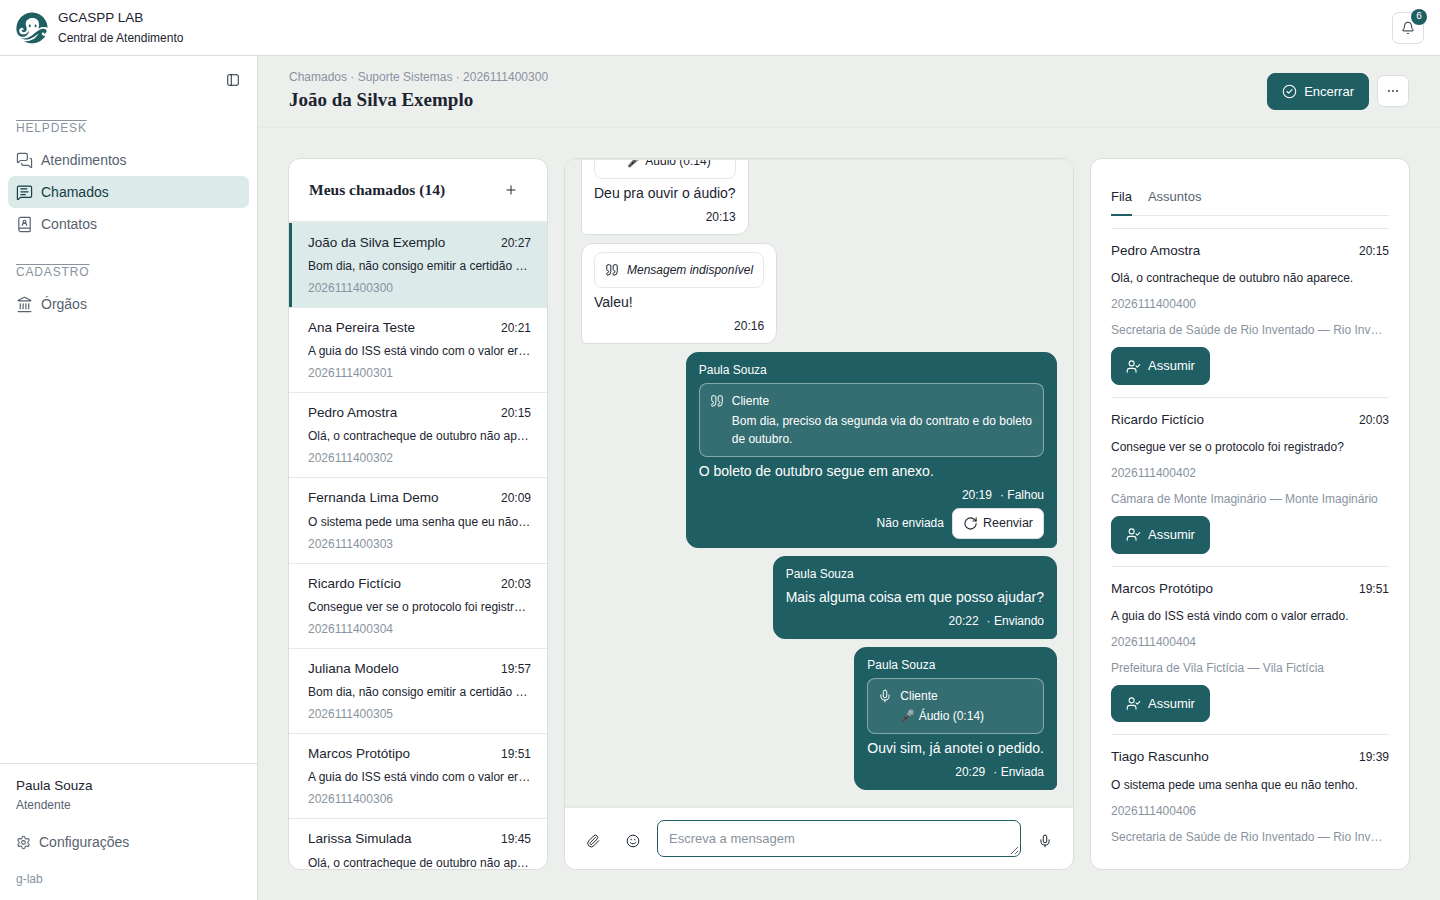 GCASPP LAB
Central de Atendimento
6
HELPDESK
Atendimentos
Chamados
Contatos
CADASTRO
Órgãos
Paula Souza
Atendente
Configurações
g-lab
Chamados · Suporte Sistemas · 2026111400300
João da Silva Exemplo
Encerrar
Meus chamados (14)
João da Silva Exemplo 20:27
Bom dia, não consigo emitir a certidão …
2026111400300
Ana Pereira Teste 20:21
A guia do ISS está vindo com o valor er…
2026111400301
Pedro Amostra 20:15
Olá, o contracheque de outubro não ap…
2026111400302
Fernanda Lima Demo 20:09
O sistema pede uma senha que eu não…
2026111400303
Ricardo Fictício 20:03
Consegue ver se o protocolo foi registr…
2026111400304
Juliana Modelo 19:57
Bom dia, não consigo emitir a certidão …
2026111400305
Marcos Protótipo 19:51
A guia do ISS está vindo com o valor er…
2026111400306
Larissa Simulada 19:45
Olá, o contracheque de outubro não ap…
🎤 Áudio (0:14)
Deu pra ouvir o áudio?
20:13
Mensagem indisponível
Valeu!
20:16
Paula Souza
Cliente
Bom dia, preciso da segunda via do contrato e do boleto
de outubro.
O boleto de outubro segue em anexo.
20:19 · Falhou
Não enviada Reenviar
Paula Souza
Mais alguma coisa em que posso ajudar?
20:22 · Enviando
Paula Souza
Cliente
🎤 Áudio (0:14)
Ouvi sim, já anotei o pedido.
20:29 · Enviada
Escreva a mensagem
Fila Assuntos
Pedro Amostra 20:15
Olá, o contracheque de outubro não aparece.
2026111400400
Secretaria de Saúde de Rio Inventado — Rio Inv…
Assumir
Ricardo Fictício 20:03
Consegue ver se o protocolo foi registrado?
2026111400402
Câmara de Monte Imaginário — Monte Imaginário
Assumir
Marcos Protótipo 19:51
A guia do ISS está vindo com o valor errado.
2026111400404
Prefeitura de Vila Fictícia — Vila Fictícia
Assumir
Tiago Rascunho 19:39
O sistema pede uma senha que eu não tenho.
2026111400406
Secretaria de Saúde de Rio Inventado — Rio Inv…